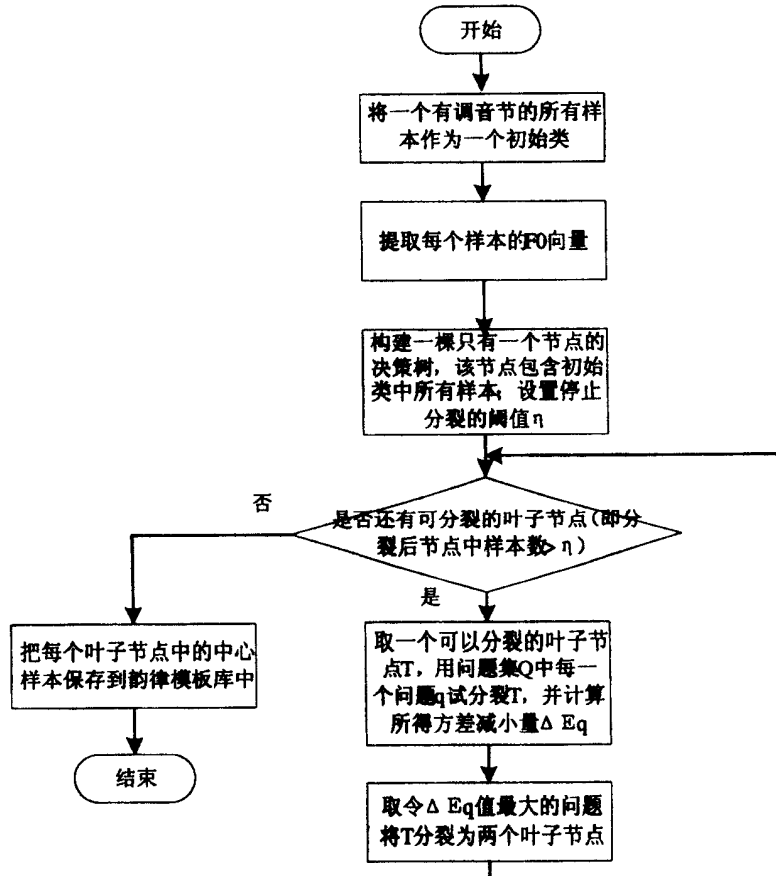 开始
将一个有调音节的所有样
本作为一个初始类
提取每个样本的F0向量
构建一棵只有一个节点的
决策树，该节点包含初始
类中所有样本；设置停止
分裂的阈值η
否
是否还有可分裂的叶子节点(即分
裂后节点中样本数>η)
是
把每个叶子节点中的中心
样本保存到韵律模板库中
取一个可以分裂的叶子节
点T，用问题集Q中每一
个问题q试分裂T，并计算
所得方差减小量Δ Eq
结束
取令Δ Eq值最大的问题
将T分裂为两个叶子节点